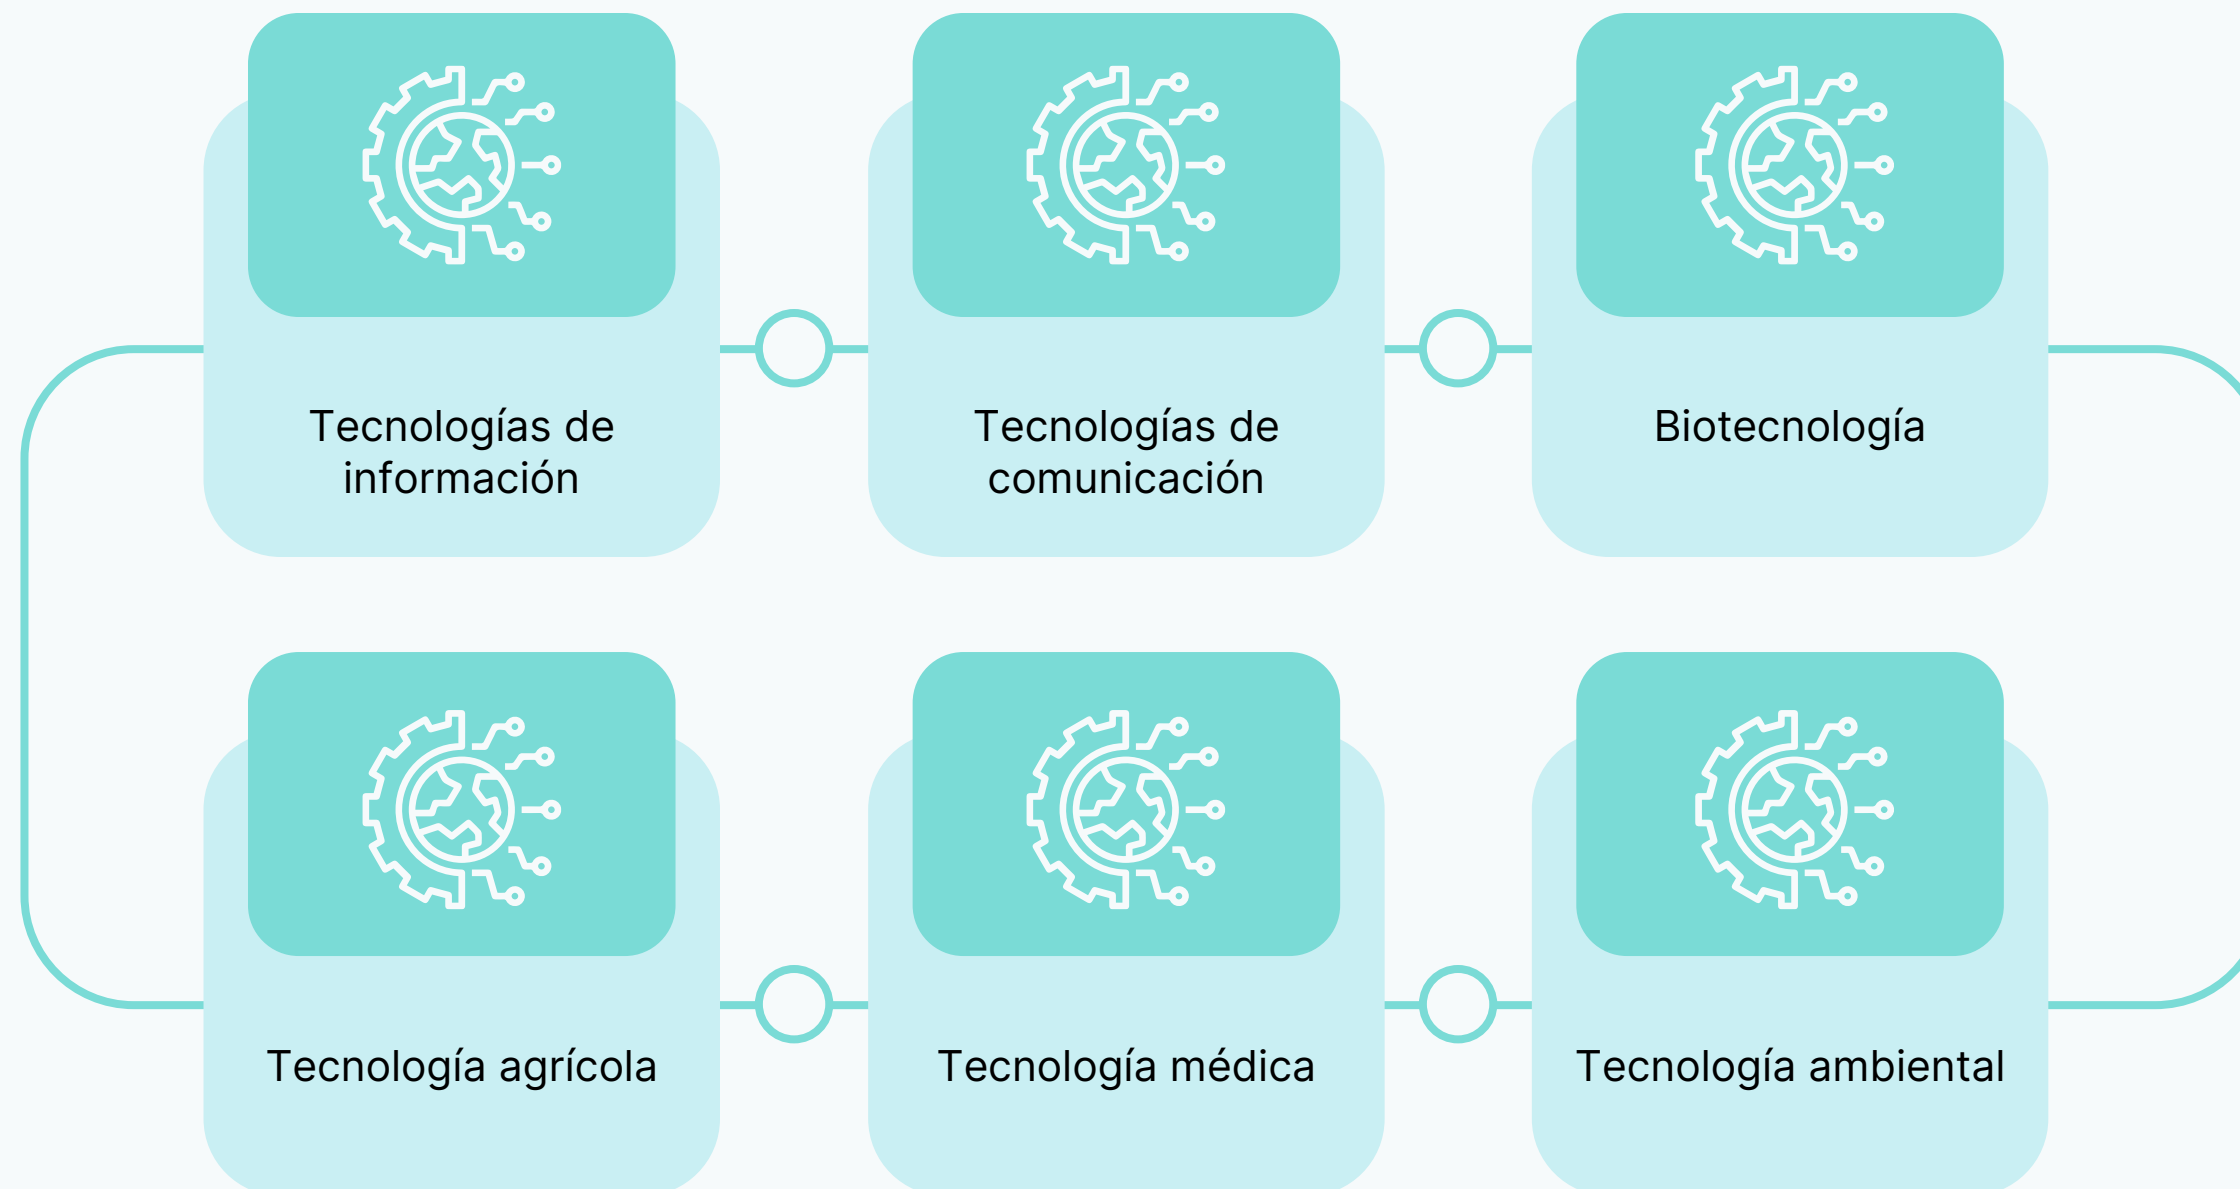 Tecnologías de
información
Tecnologías de
comunicación
Biotecnología
Tecnología agrícola
Tecnología médica
Tecnología ambiental